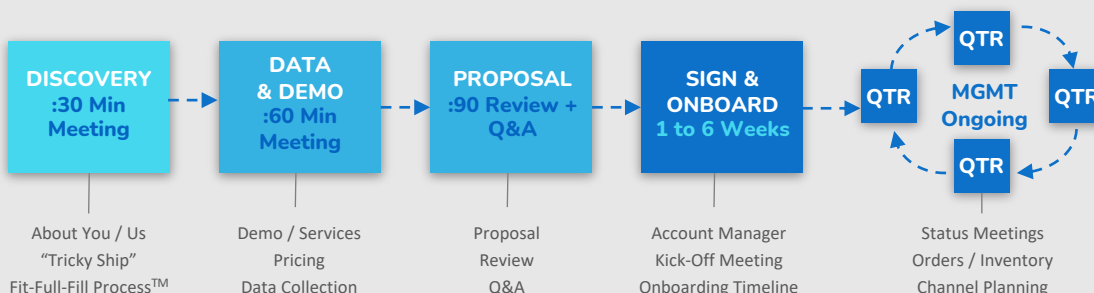 DISCOVERY
:30 Min
Meeting
DATA
& DEMO
:60 Min
Meeting
PROPOSAL
:90 Review +
Q&A
SIGN &
ONBOARD
1 to 6 Weeks
QTR
QTR
MGMT
Ongoing
QTR
QTR
About You / Us
“Tricky Ship”
Fit-Full-Fill Process™
Demo / Services
Pricing
Data Collection
Proposal
Review
Q&A
Account Manager
Kick-Off Meeting
Onboarding Timeline
Status Meetings
Orders / Inventory
Channel Planning